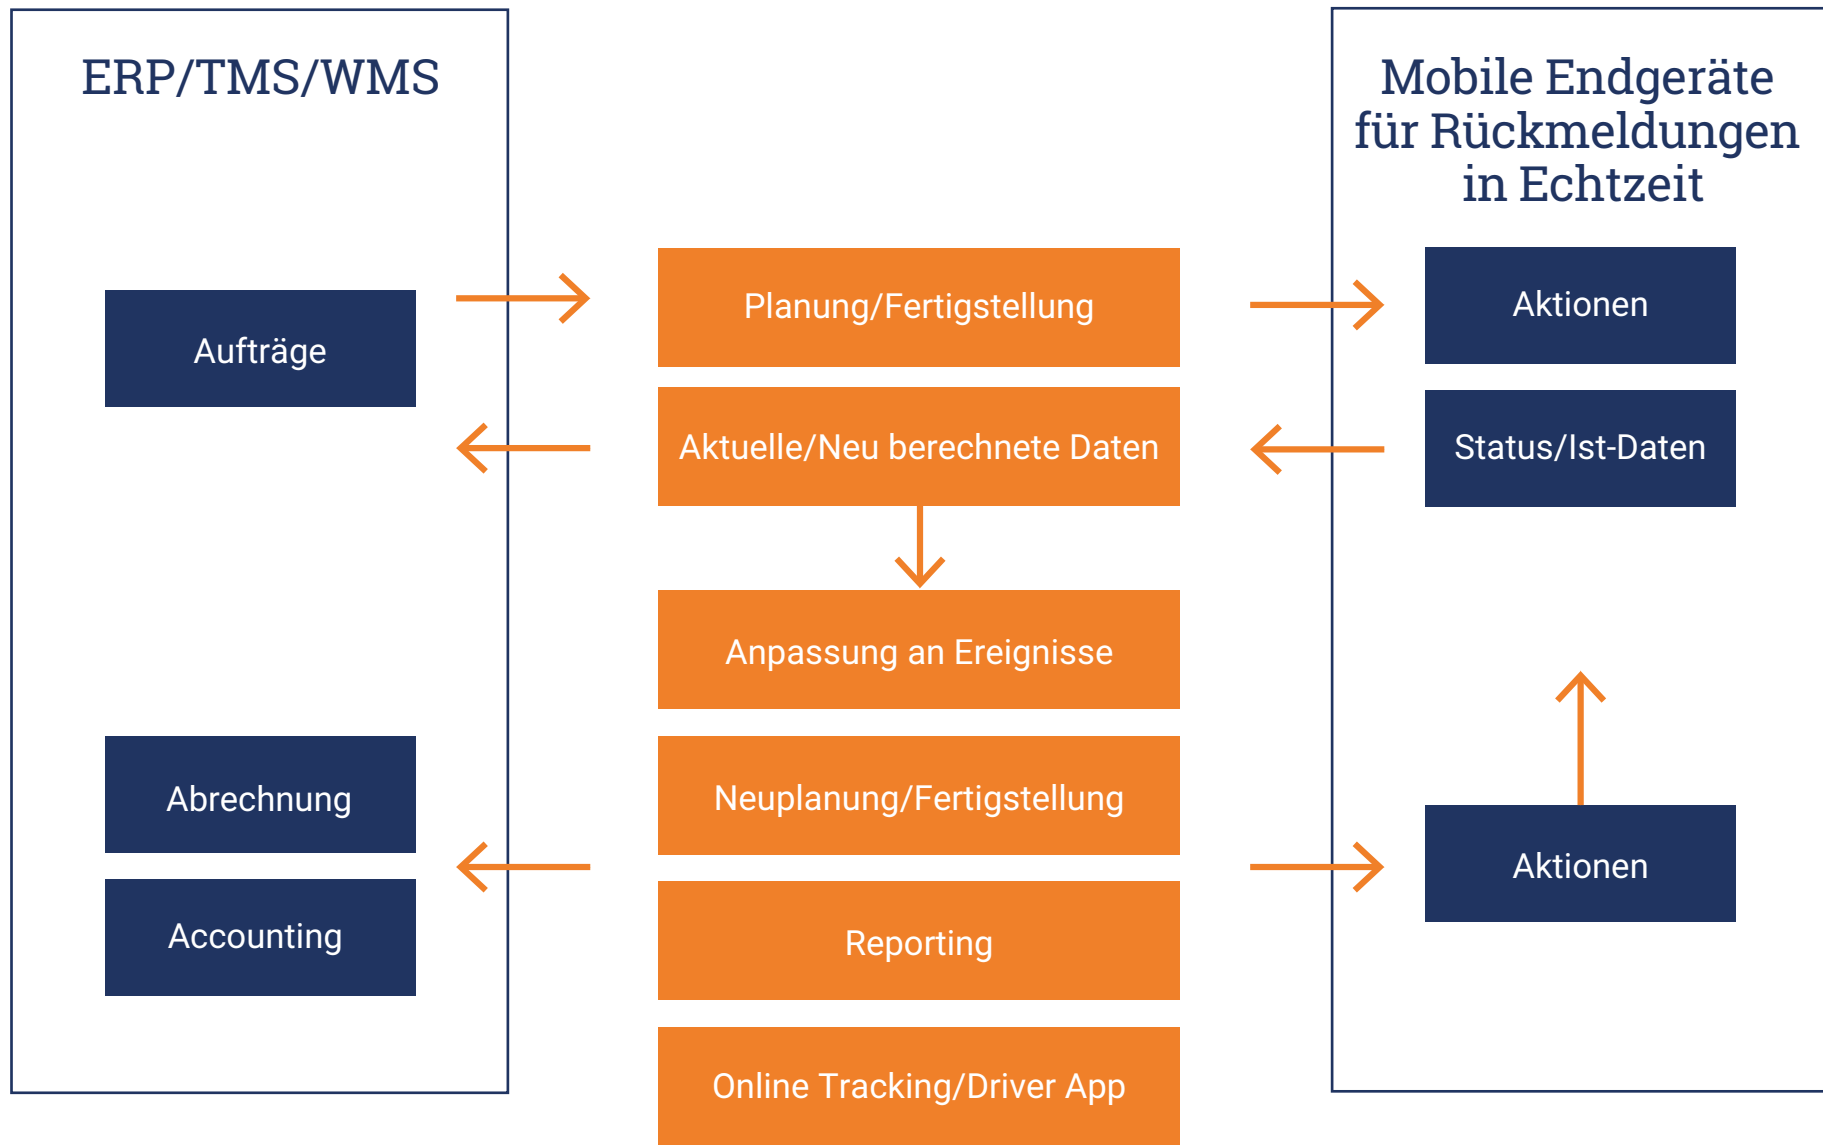 ERP/TMS/WMS
Aufträge
Abrechnung
Accounting
Planung/Fertigstellung
Aktuelle/Neu berechnete Daten
Anpassung an Ereignisse
Neuplanung/Fertigstellung
Reporting
Online Tracking/Driver App
Mobile Endgeräte
für Rückmeldungen
in Echtzeit
Aktionen
Status/Ist-Daten
Aktionen